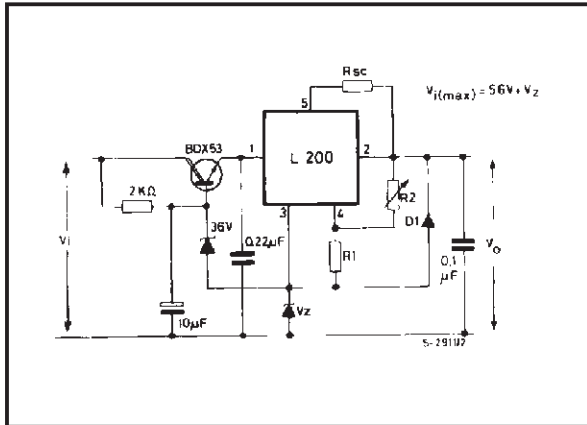 Rsc
Vi(max) = 56V + Vz
5
BDX53
1
L 200
2
2 KΩ
3
4
R2
36V
0.22µF
D1
Vi
R1
Vo
0,1
µF
10µF
Vz